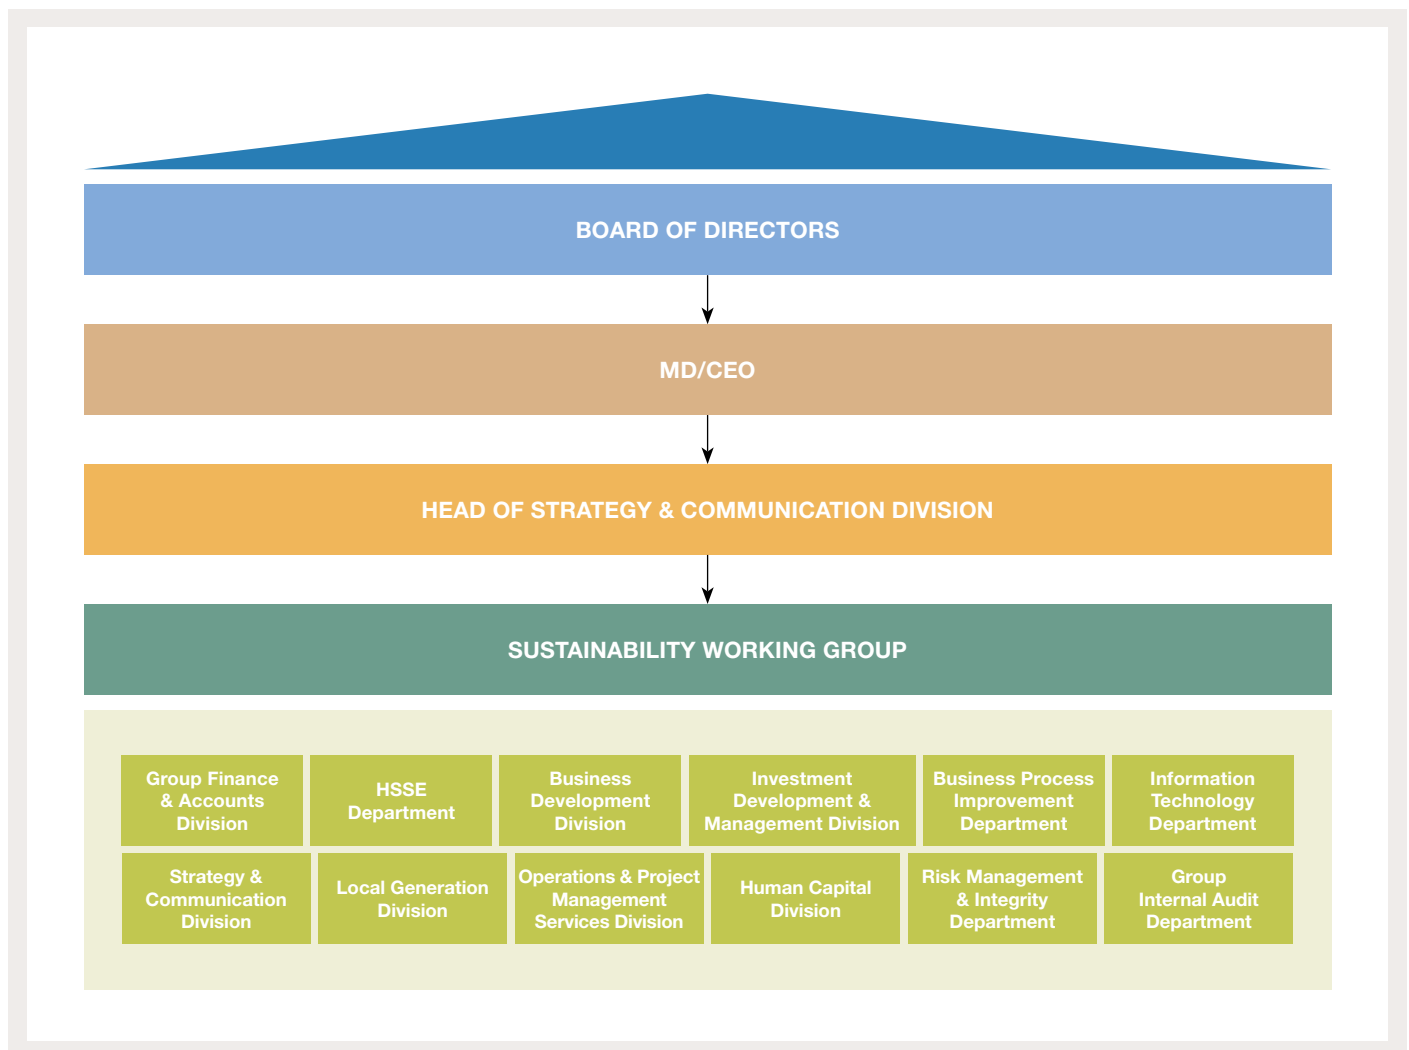 BOARD OF DIRECTORS
MD/CEO
HEAD OF STRATEGY & COMMUNICATION DIVISION
SUSTAINABILITY WORKING GROUP
Group Finance
& Accounts
Division
HSSE
Department
Business
Development
Division
Investment
Development &
Management Division
Business Process
Improvement
Department
Information
Technology
Department
Strategy &
Communication
Division
Local Generation
Division
Operations & Project
Management
Services Division
Human Capital
Division
Risk Management
& Integrity
Department
Group
Internal Audit
Department